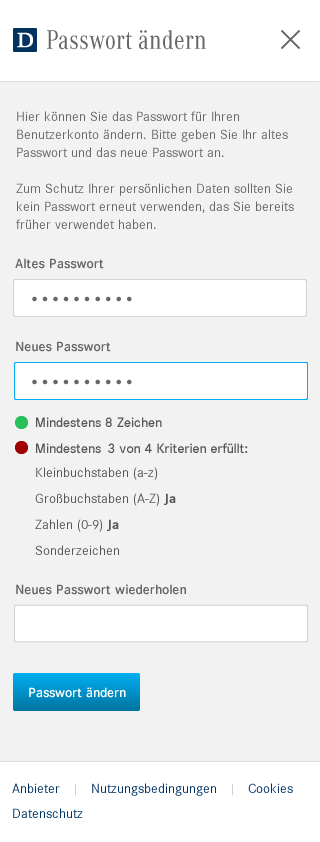 D Passwort ändern
Hier können Sie das Passwort für Ihren
Benutzerkonto ändern. Bitte geben Sie Ihr altes
Passwort und das neue Passwort an.
Zum Schutz Ihrer persönlichen Daten sollten Sie
kein Passwort erneut verwenden, das Sie bereits
früher verwendet haben.
Altes Passwort
••••••••••
Neues Passwort
••••••••••
Mindestens 8 Zeichen
Mindestens 3 von 4 Kriterien erfüllt:
Kleinbuchstaben (a-z)
Großbuchstaben (A-Z) Ja
Zahlen (0-9) Ja
Sonderzeichen
Neues Passwort wiederholen
Passwort ändern
Anbieter | Nutzungsbedingungen | Cookies
Datenschutz